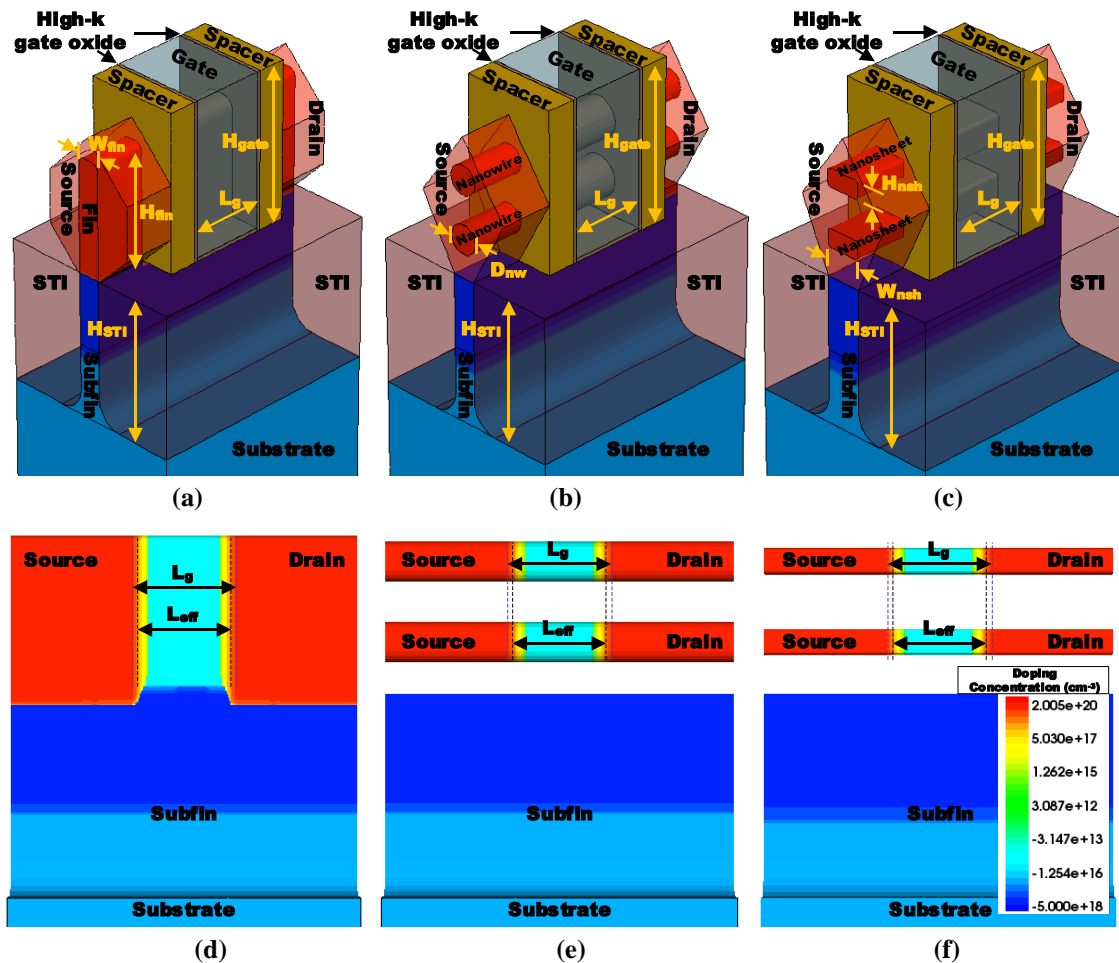 High-k
gate oxide
Spacer
Gate
Spacer
Drain
Source
Fin
Wfin
Hfin
Hgate
Lg
STI
STI
HSTI
Subfin
Substrate
(a)
High-k
gate oxide
Spacer
Gate
Spacer
Drain
Source
Nanowire
Nanowire
Dnw
Hgate
Lg
STI
STI
HSTI
Subfin
Substrate
(b)
High-k
gate oxide
Spacer
Gate
Spacer
Drain
Source
Nanosheet
Nanosheet
Hnsh
Wnsh
Hgate
Lg
STI
STI
HSTI
Subfin
Substrate
(c)
Source
Lg
Drain
Leff
Subfin
Substrate
(d)
Source
Lg
Drain
Source
Leff
Drain
Subfin
Substrate
(e)
Source
Lg
Drain
Source
Leff
Drain
Subfin
Substrate
Doping
Concentration (cm-3)
2.005e+20
5.030e+17
1.262e+15
3.087e+12
-3.147e+13
-1.254e+16
-5.000e+18
(f)